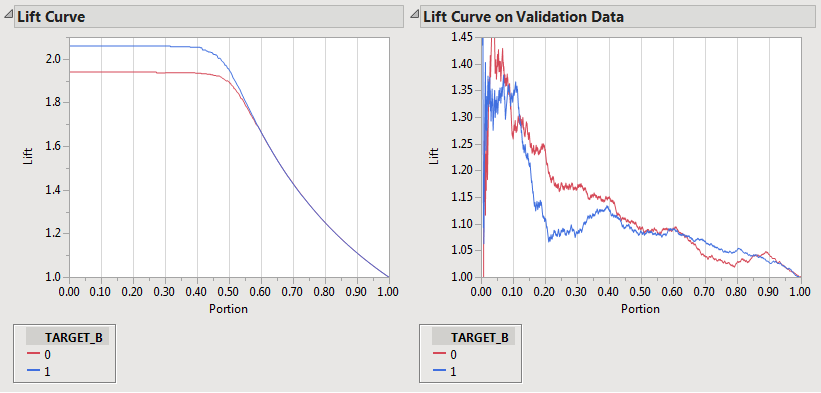 Lift Curve
2.0
1.8
1.6
1.4
1.2
1.0
Lift
0.00 0.10 0.20 0.30 0.40 0.50 0.60 0.70 0.80 0.90 1.00
Portion
TARGET_B
0
1
Lift Curve on Validation Data
1.45
1.40
1.35
1.30
1.25
1.20
1.15
1.10
1.05
1.00
Lift
0.00 0.10 0.20 0.30 0.40 0.50 0.60 0.70 0.80 0.90 1.00
Portion
TARGET_B
0
1